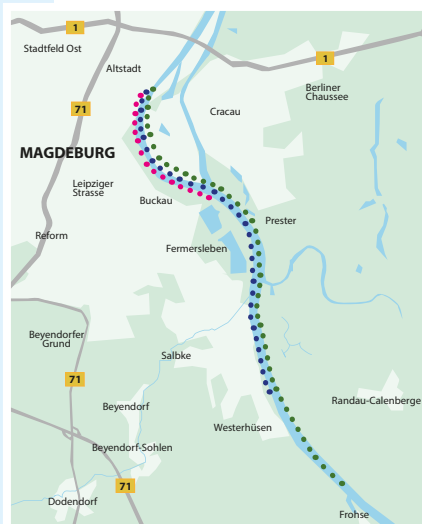 1
Stadtfeld Ost
Altstadt
1
Berliner
Chaussee
71
Cracau
MAGDEBURG
Leipziger
Strasse
Buckau
Prester
Reform
Fermersleben
Beyendorfer
Grund
Salbke
71
Beyendorf
Randau-Calenberge
Westerhüsen
Beyendorf-Sohlen
71
Dodendorf
Frohse